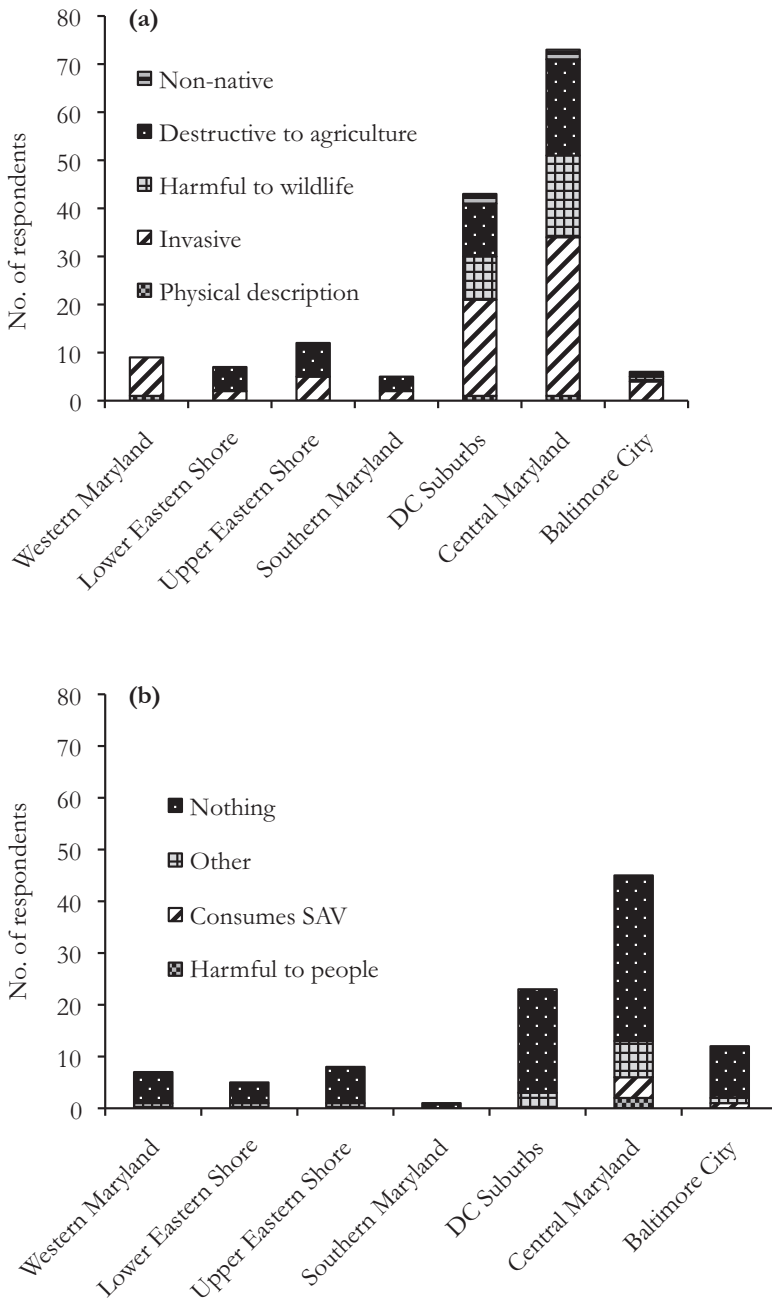 (a)
80
70
60
50
40
30
20
10
0
No. of respondents
Non-native
Destructive to agriculture
Harmful to wildlife
Invasive
Physical description
Western Maryland
Lower Eastern Shore
Upper Eastern Shore
Southern Maryland
DC Suburbs
Central Maryland
Baltimore City
(b)
80
70
60
50
40
30
20
10
0
No. of respondents
Nothing
Other
Consumes SAV
Harmful to people
Western Maryland
Lower Eastern Shore
Upper Eastern Shore
Southern Maryland
DC Suburbs
Central Maryland
Baltimore City